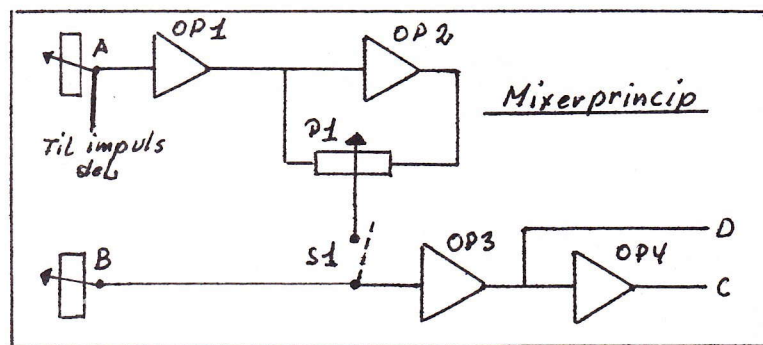 OP1
OP2
A
Mixerprincip
P1
Til impuls
del
B
S1
OP3
OP4
D
C